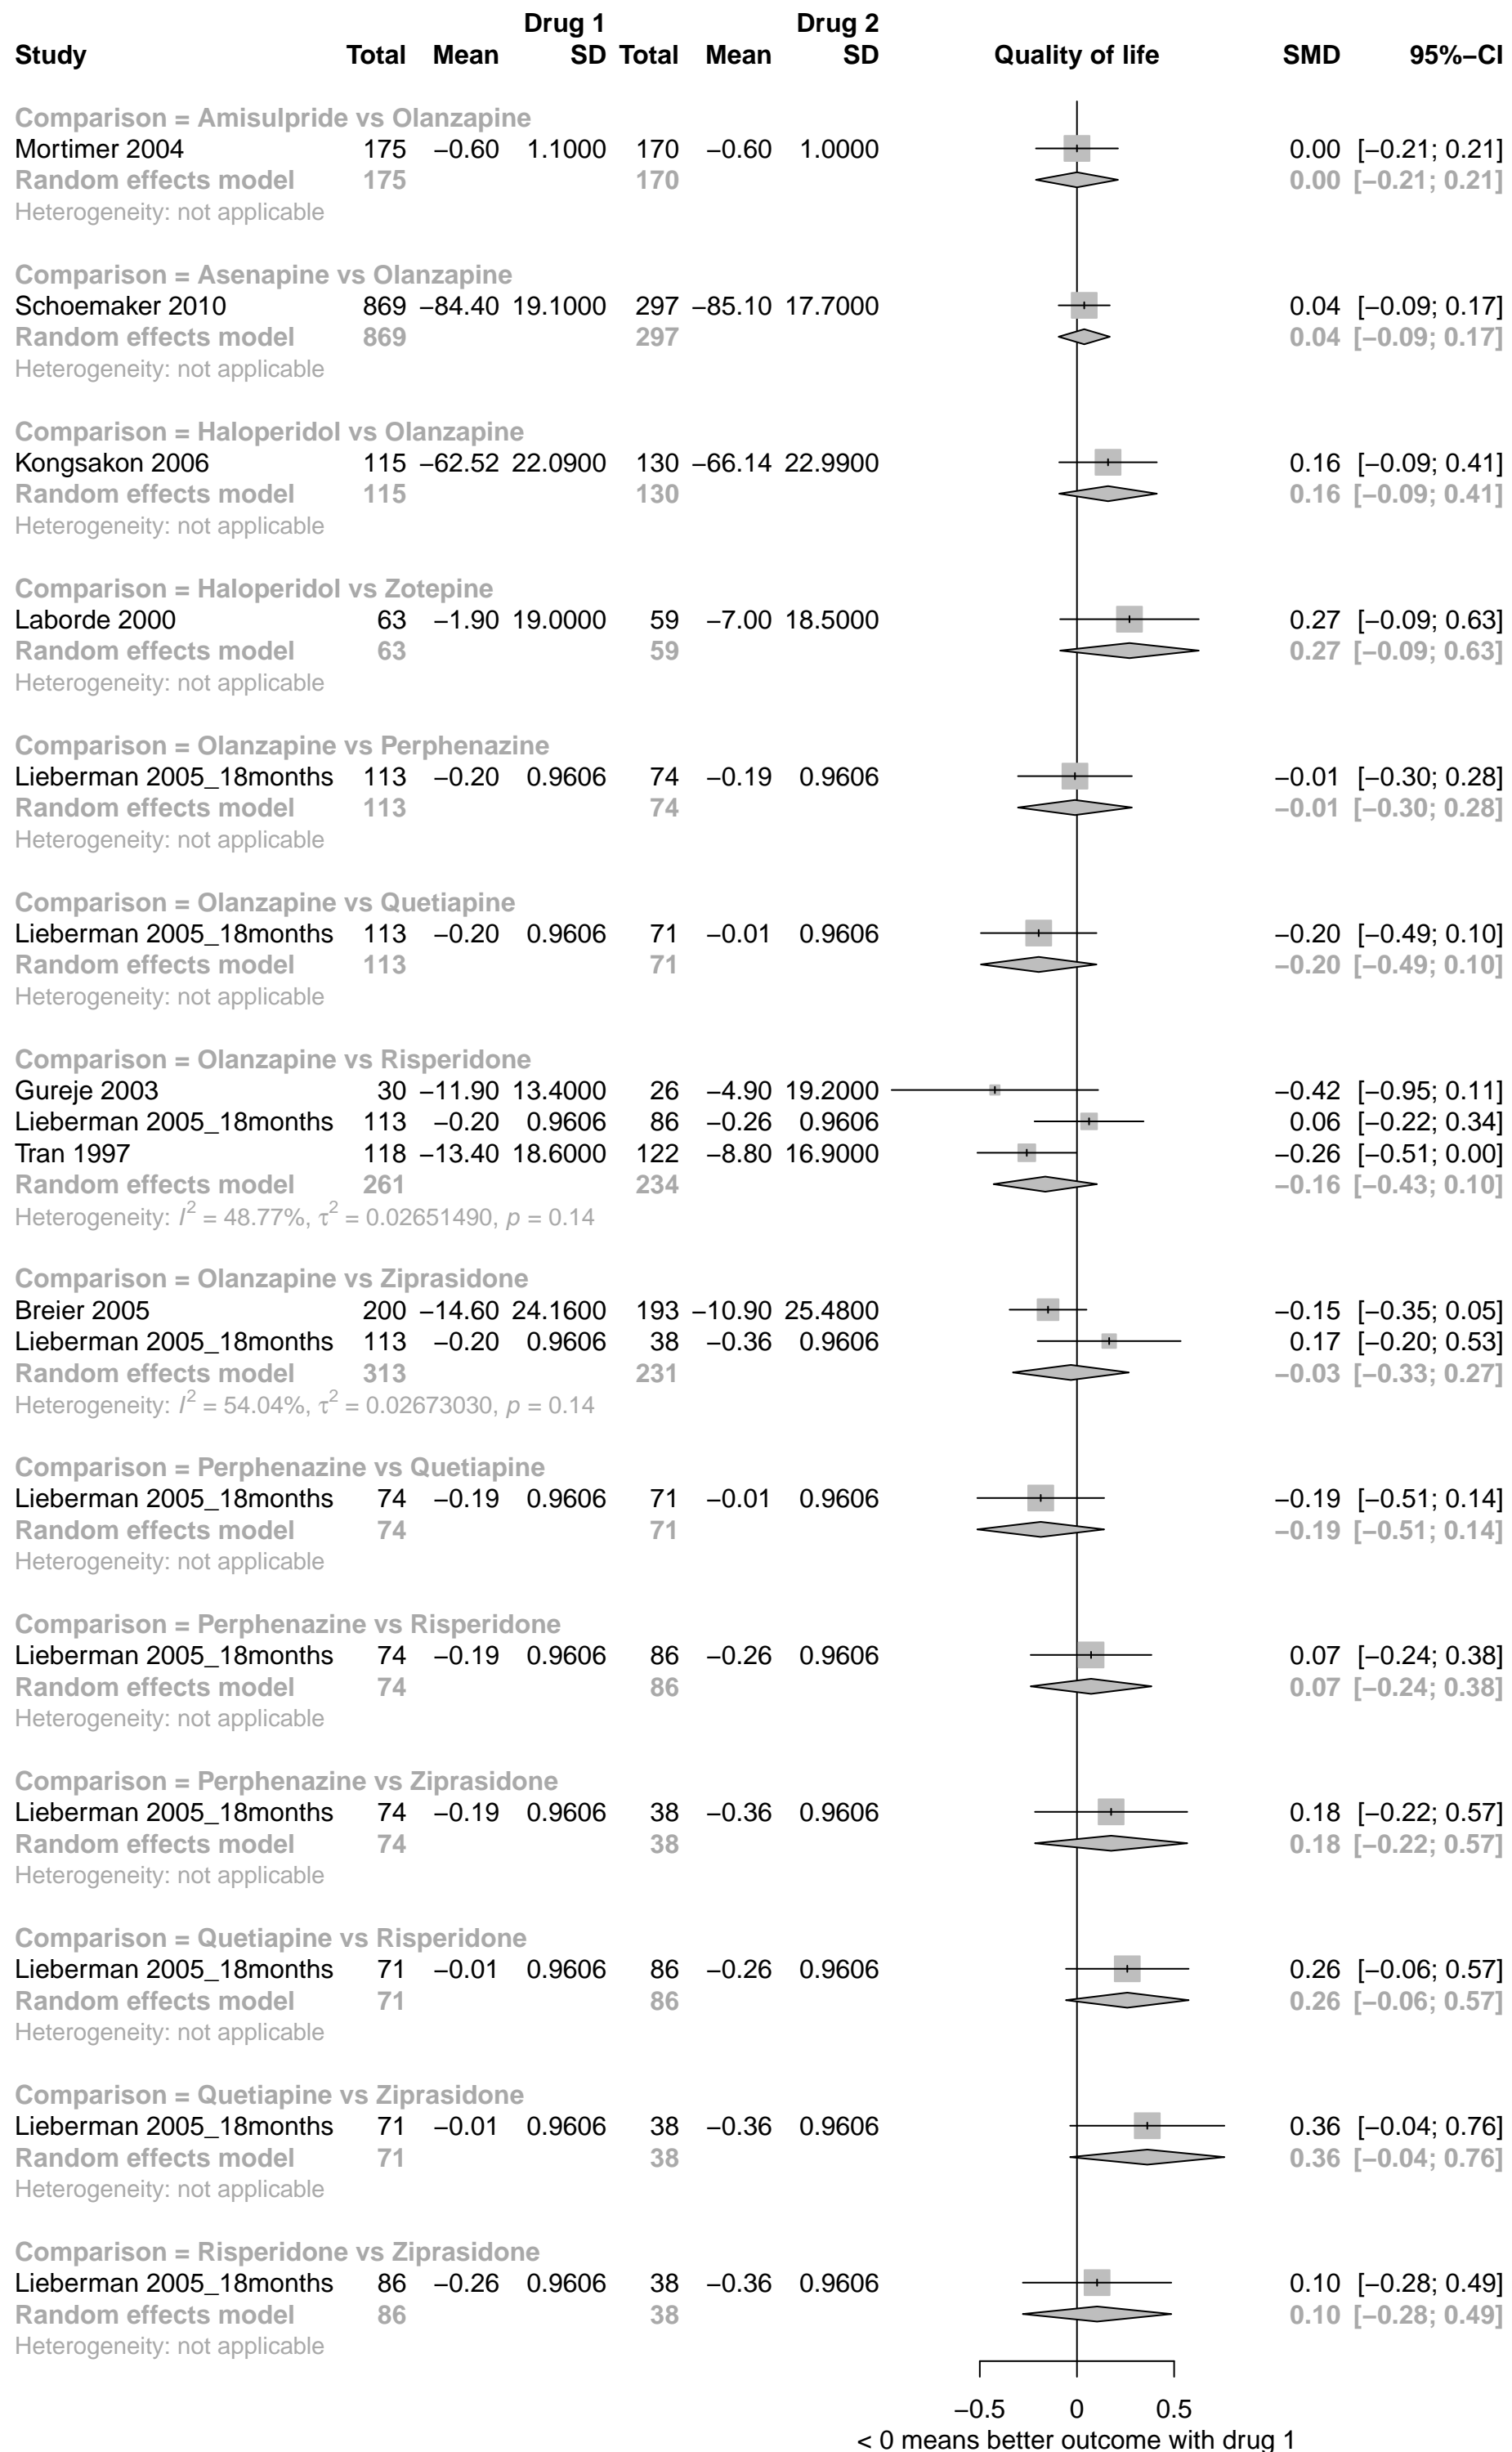 Drug 1 Drug 2
Study Total Mean SD Total Mean SD Quality of life SMD 95%−CI
Comparison = Amisulpride vs Olanzapine
Mortimer 2004 175 −0.60 1.1000 170 −0.60 1.0000 0.00 [−0.21; 0.21]
Random effects model 175 170 0.00 [−0.21; 0.21]
Heterogeneity: not applicable
Comparison = Asenapine vs Olanzapine
Schoemaker 2010 869 −84.40 19.1000 297 −85.10 17.7000 0.04 [−0.09; 0.17]
Random effects model 869 297 0.04 [−0.09; 0.17]
Heterogeneity: not applicable
Comparison = Haloperidol vs Olanzapine
Kongsakon 2006 115 −62.52 22.0900 130 −66.14 22.9900 0.16 [−0.09; 0.41]
Random effects model 115 130 0.16 [−0.09; 0.41]
Heterogeneity: not applicable
Comparison = Haloperidol vs Zotepine
Laborde 2000 63 −1.90 19.0000 59 −7.00 18.5000 0.27 [−0.09; 0.63]
Random effects model 63 59 0.27 [−0.09; 0.63]
Heterogeneity: not applicable
Comparison = Olanzapine vs Perphenazine
Lieberman 2005_18months 113 −0.20 0.9606 74 −0.19 0.9606 −0.01 [−0.30; 0.28]
Random effects model 113 74 −0.01 [−0.30; 0.28]
Heterogeneity: not applicable
Comparison = Olanzapine vs Quetiapine
Lieberman 2005_18months 113 −0.20 0.9606 71 −0.01 0.9606 −0.20 [−0.49; 0.10]
Random effects model 113 71 −0.20 [−0.49; 0.10]
Heterogeneity: not applicable
Comparison = Olanzapine vs Risperidone
Gureje 2003 30 −11.90 13.4000 26 −4.90 19.2000 −0.42 [−0.95; 0.11]
Lieberman 2005_18months 113 −0.20 0.9606 86 −0.26 0.9606 0.06 [−0.22; 0.34]
Tran 1997 118 −13.40 18.6000 122 −8.80 16.9000 −0.26 [−0.51; 0.00]
Random effects model 261 234 −0.16 [−0.43; 0.10]
Heterogeneity: I² = 48.77%, τ² = 0.02651490, p = 0.14
Comparison = Olanzapine vs Ziprasidone
Breier 2005 200 −14.60 24.1600 193 −10.90 25.4800 −0.15 [−0.35; 0.05]
Lieberman 2005_18months 113 −0.20 0.9606 38 −0.36 0.9606 0.17 [−0.20; 0.53]
Random effects model 313 231 −0.03 [−0.33; 0.27]
Heterogeneity: I² = 54.04%, τ² = 0.02673030, p = 0.14
Comparison = Perphenazine vs Quetiapine
Lieberman 2005_18months 74 −0.19 0.9606 71 −0.01 0.9606 −0.19 [−0.51; 0.14]
Random effects model 74 71 −0.19 [−0.51; 0.14]
Heterogeneity: not applicable
Comparison = Perphenazine vs Risperidone
Lieberman 2005_18months 74 −0.19 0.9606 86 −0.26 0.9606 0.07 [−0.24; 0.38]
Random effects model 74 86 0.07 [−0.24; 0.38]
Heterogeneity: not applicable
Comparison = Perphenazine vs Ziprasidone
Lieberman 2005_18months 74 −0.19 0.9606 38 −0.36 0.9606 0.18 [−0.22; 0.57]
Random effects model 74 38 0.18 [−0.22; 0.57]
Heterogeneity: not applicable
Comparison = Quetiapine vs Risperidone
Lieberman 2005_18months 71 −0.01 0.9606 86 −0.26 0.9606 0.26 [−0.06; 0.57]
Random effects model 71 86 0.26 [−0.06; 0.57]
Heterogeneity: not applicable
Comparison = Quetiapine vs Ziprasidone
Lieberman 2005_18months 71 −0.01 0.9606 38 −0.36 0.9606 0.36 [−0.04; 0.76]
Random effects model 71 38 0.36 [−0.04; 0.76]
Heterogeneity: not applicable
Comparison = Risperidone vs Ziprasidone
Lieberman 2005_18months 86 −0.26 0.9606 38 −0.36 0.9606 0.10 [−0.28; 0.49]
Random effects model 86 38 0.10 [−0.28; 0.49]
Heterogeneity: not applicable
−0.5 0 0.5
< 0 means better outcome with drug 1